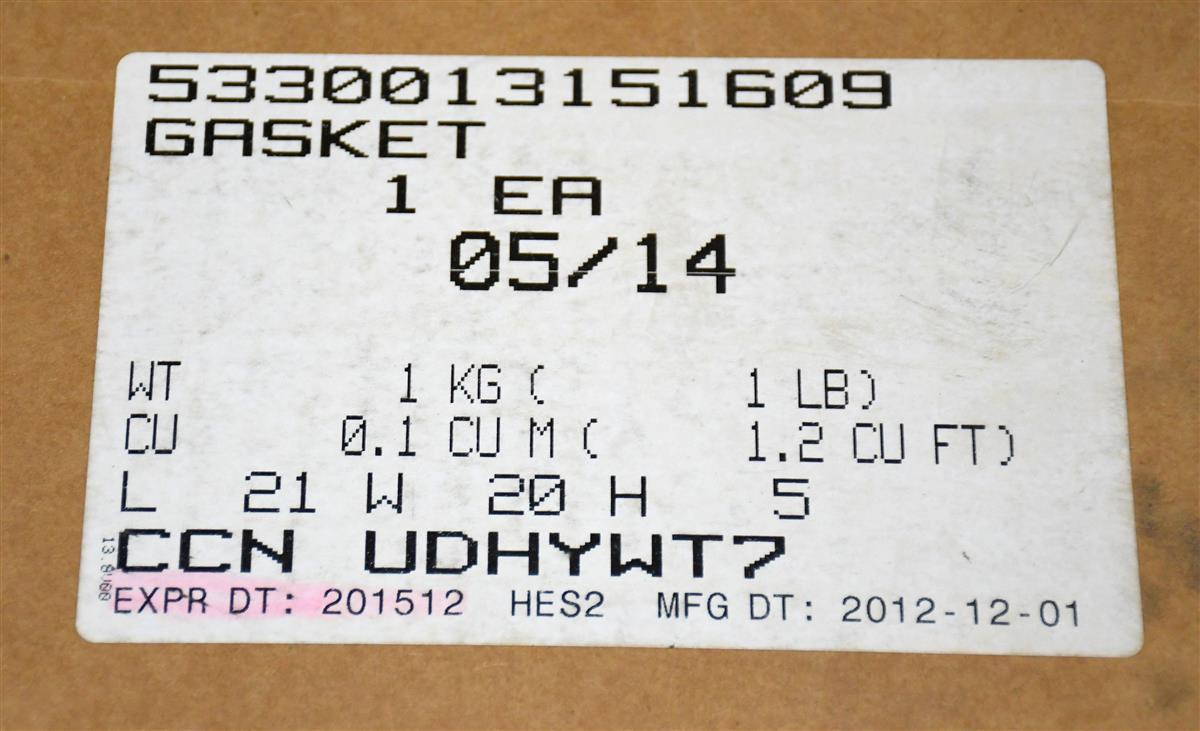 5330013151609
GASKET
1 EA
05/14
WT 1 KG ( 1 LB)
CU 0.1 CU M ( 1.2 CU FT)
L 21 W 20 H 5
CCN UDHYWT7
EXPR DT: 201512 HES2 MFG DT: 2012-12-01